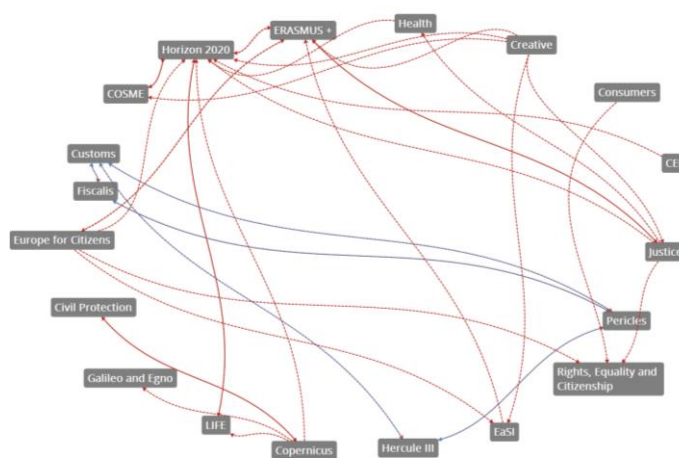 ERASMUS +
Health
Horizon 2020
Creative
COSME
Consumers
Customs
Fiscalis
Europe for Citizens
Justice
Civil Protection
Pericles
Rights, Equality and
Citizenship
Galileo and Egno
LIFE
EaSI
Hercule III
Copernicus